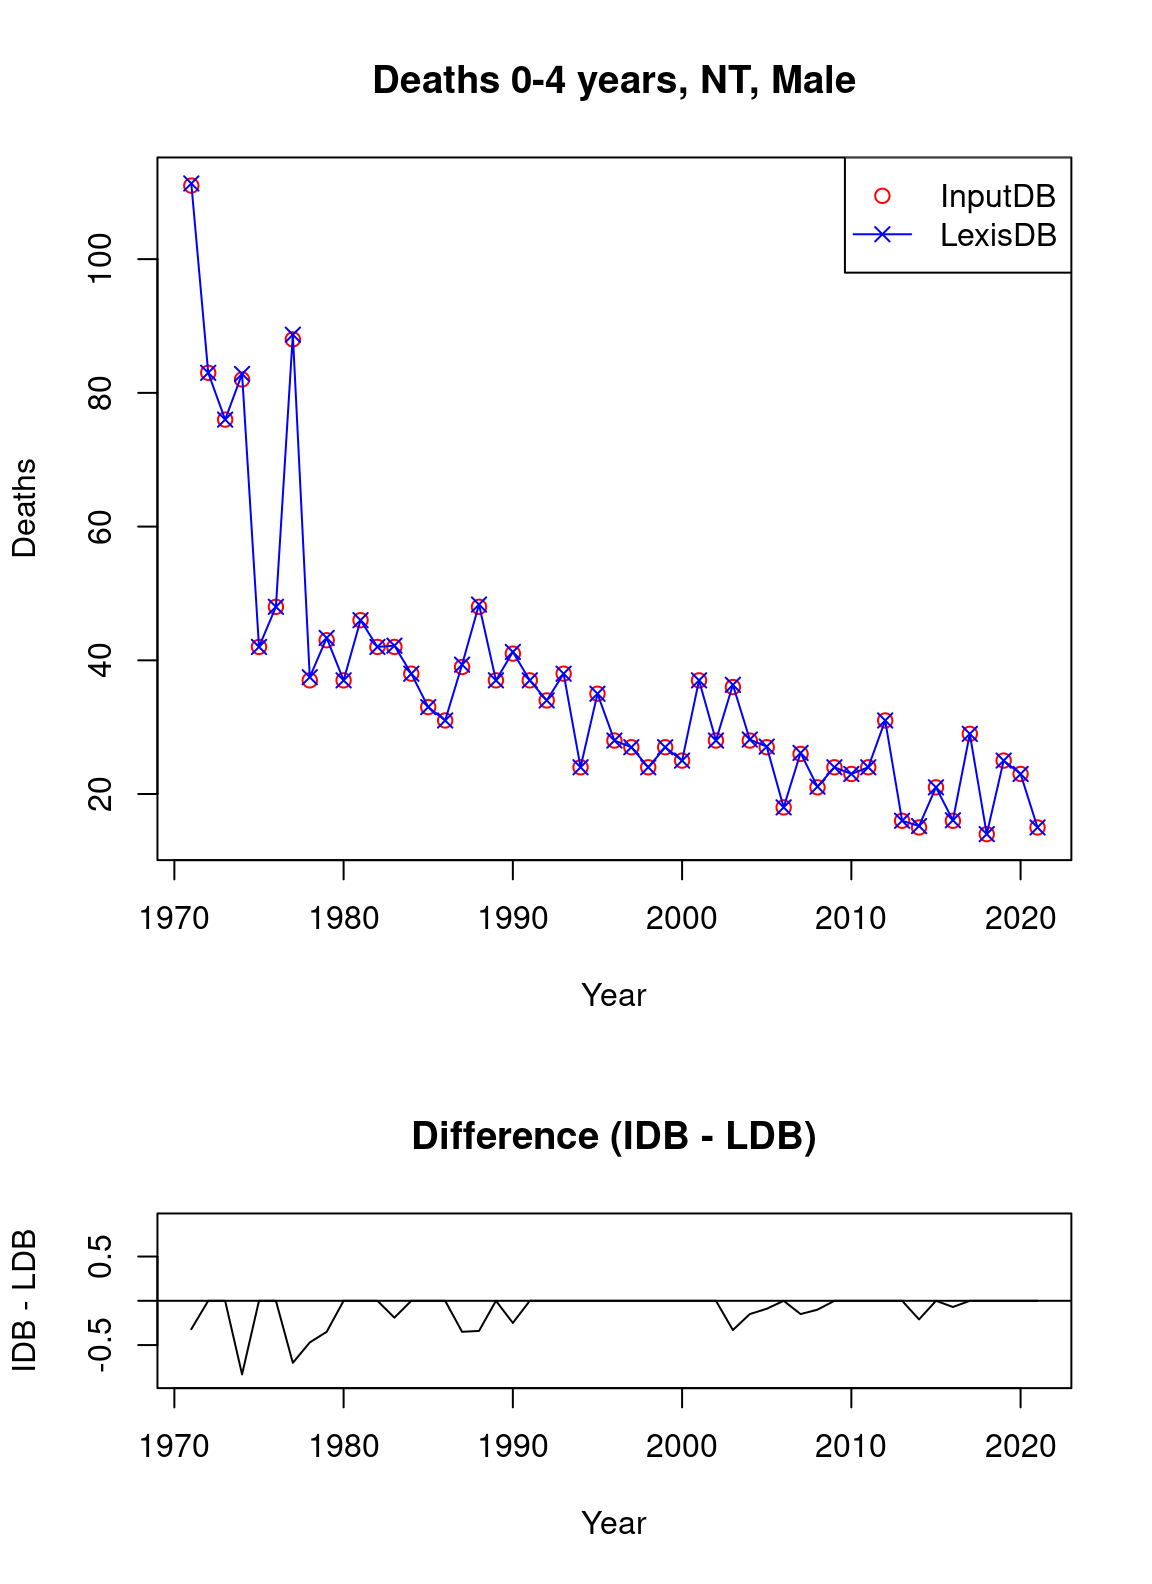 Deaths 0-4 years, NT, Male
InputDB
LexisDB
Deaths
100
80
60
40
20
1970 1980 1990 2000 2010 2020
Year
Difference (IDB - LDB)
IDB - LDB
0.5
-0.5
1970 1980 1990 2000 2010 2020
Year